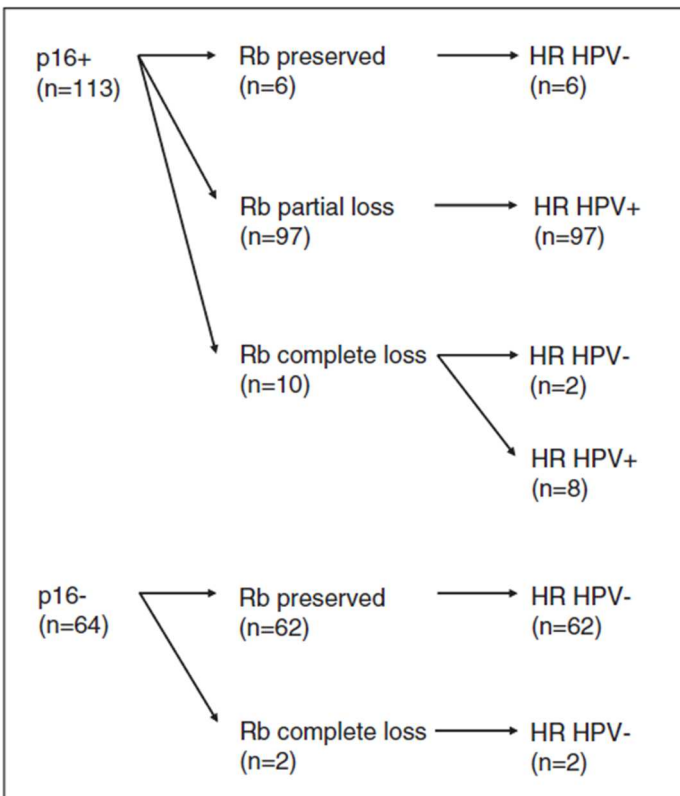 p16+
(n=113)
Rb preserved
(n=6)
HR HPV-
(n=6)
Rb partial loss
(n=97)
HR HPV+
(n=97)
Rb complete loss
(n=10)
HR HPV-
(n=2)
HR HPV+
(n=8)
p16-
(n=64)
Rb preserved
(n=62)
HR HPV-
(n=62)
Rb complete loss
(n=2)
HR HPV-
(n=2)